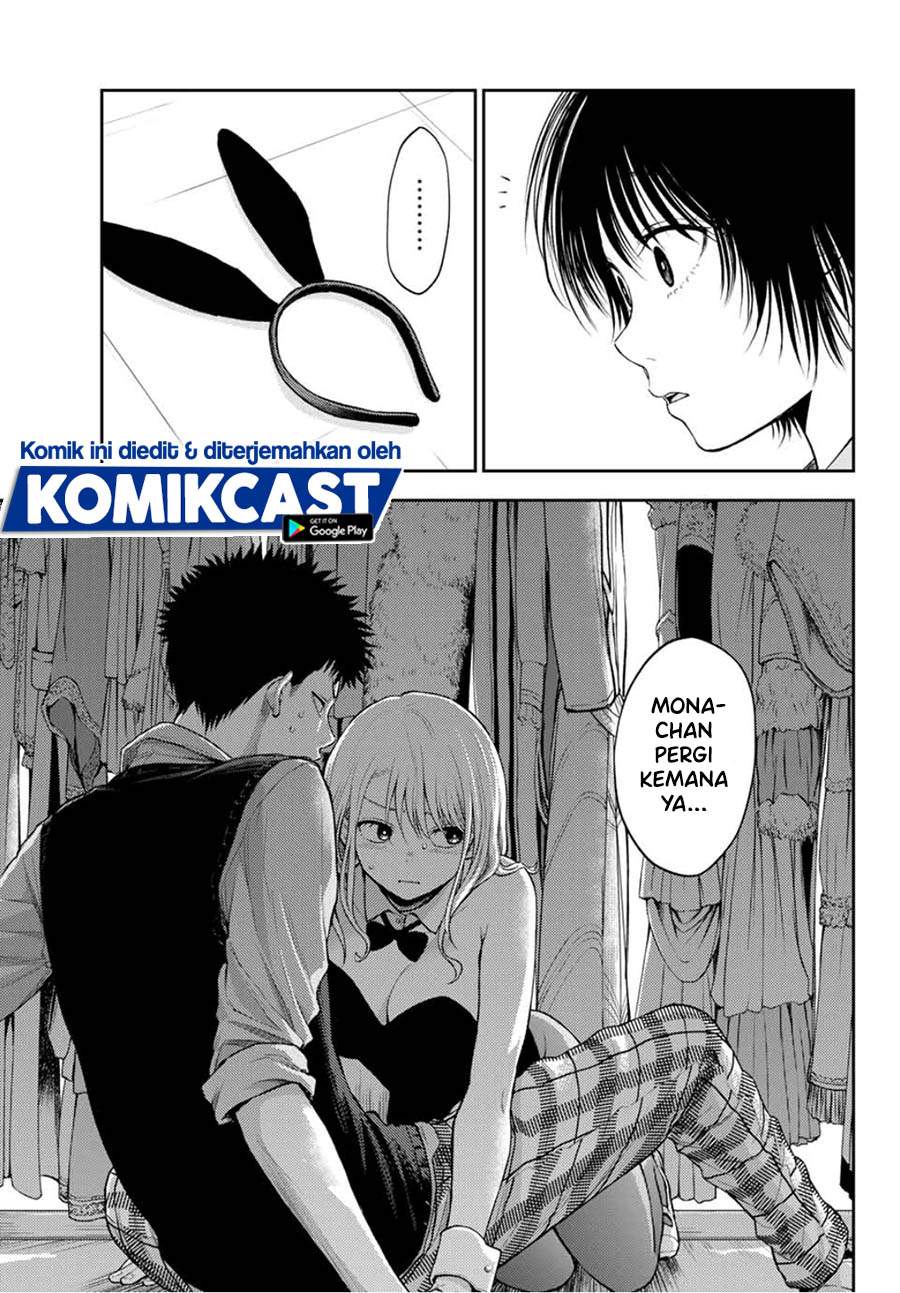 .........
Komik ini diedit & diterjemahkan oleh
KOMIKCAST
GET IT ON
Google Play
MONA-
CHAN
PERGI
KEMANA
YA...